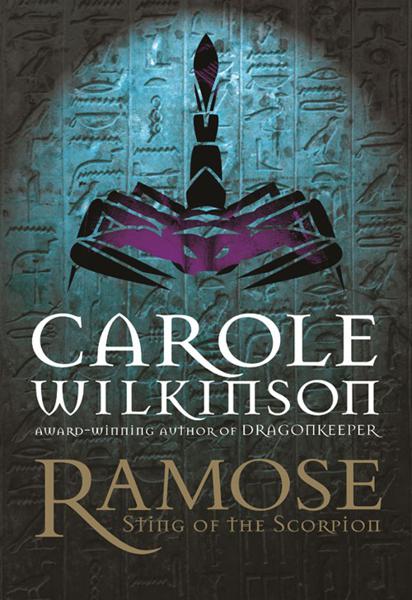 CAROLE
WILKINSON
AWARD-WINNING AUTHOR OF DRAGONKEEPER
RAMOSE
STING OF THE SCORPION